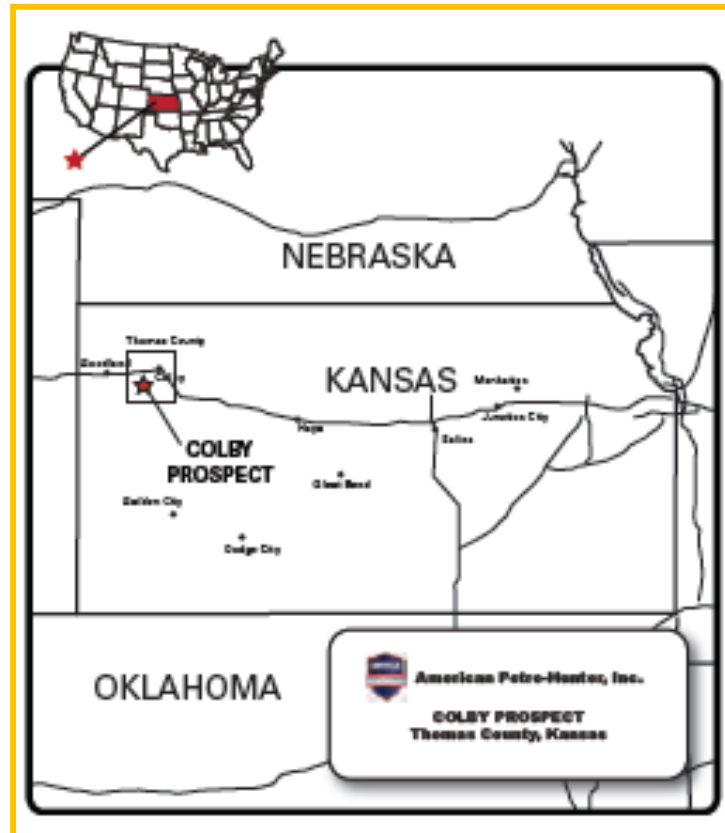 NEBRASKA
Thomas County
Goodland
Colby
KANSAS
Manhattan
Junction City
Hays
Salina
COLBY
PROSPECT
Great Bend
Garden City
Dodge City
OKLAHOMA
American Petro-Hunter, Inc.
COLBY PROSPECT
Thomas County, Kansas